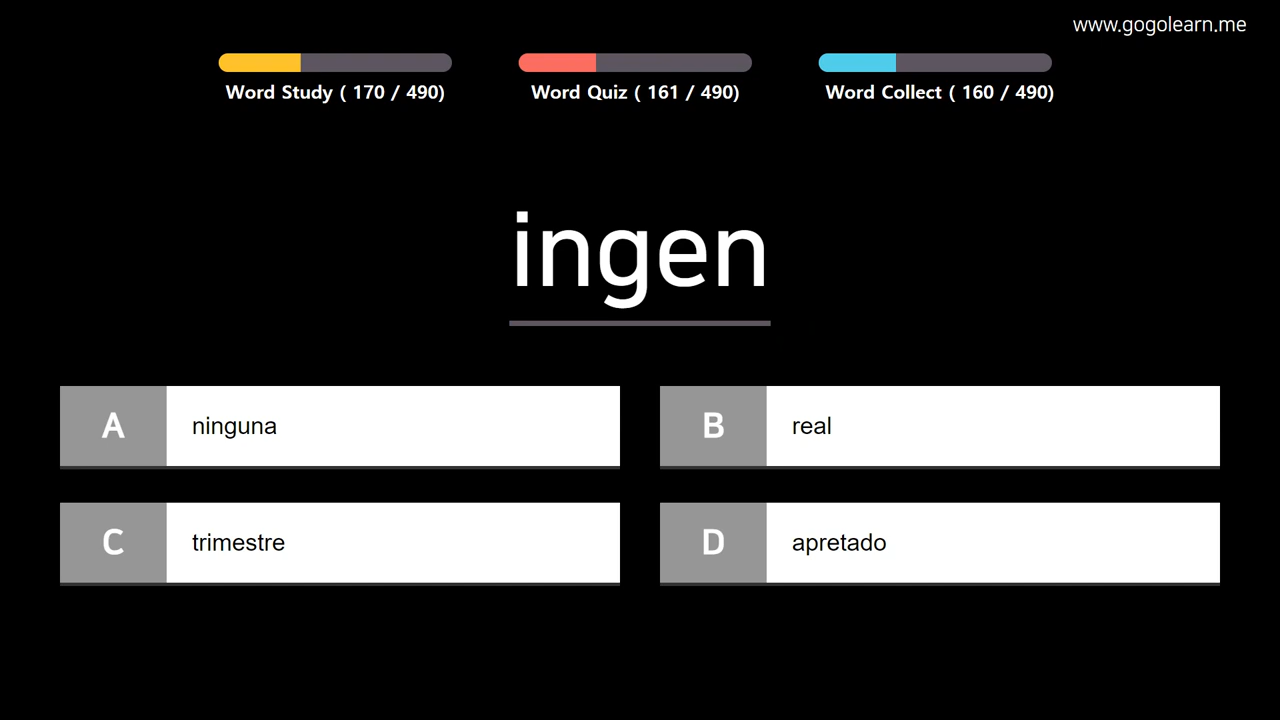 www.gogolearn.me
Word Study ( 170 / 490)
Word Quiz ( 161 / 490)
Word Collect ( 160 / 490)
ingen
A ninguna
B real
C trimestre
D apretado